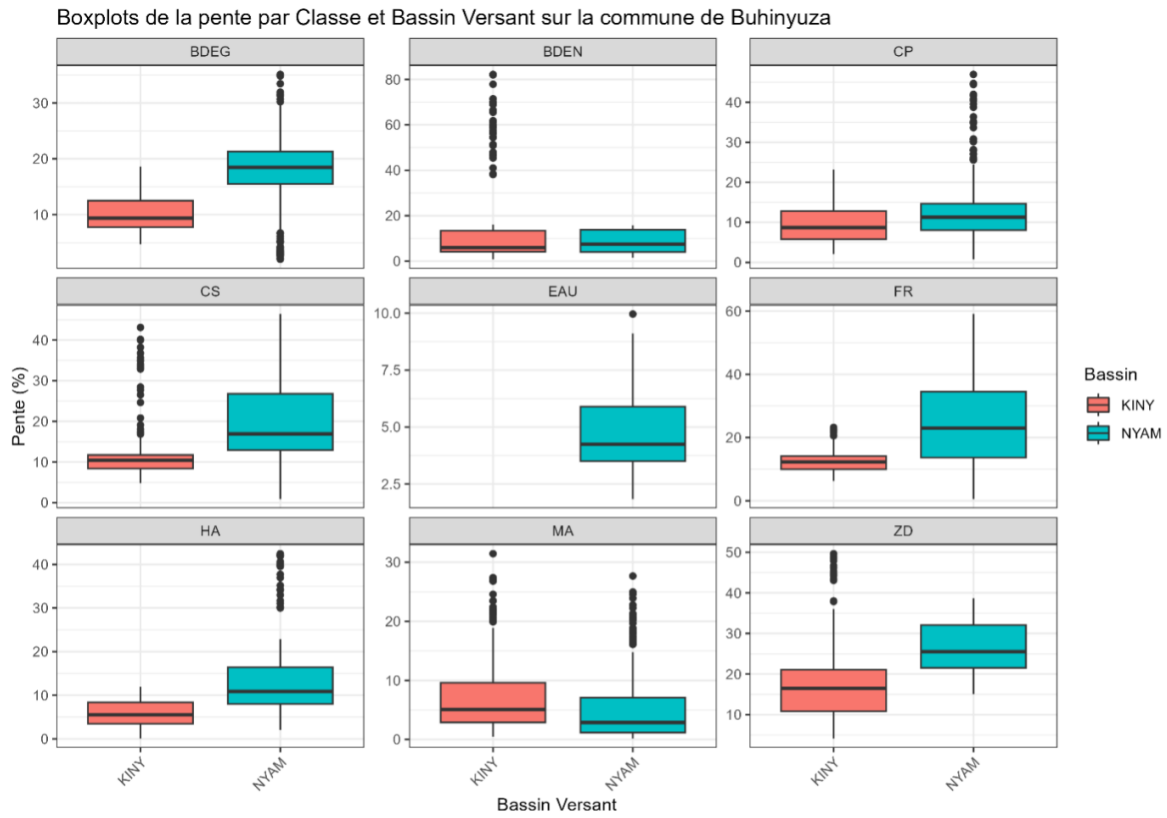 Boxplots de la pente par Classe et Bassin Versant sur la commune de Buhinyuza
BDEG
BDEN
CP
30
20
10
80
60
40
20
0
40
30
20
10
0
CS
EAU
FR
40
30
20
10
0
10.0
7.5
5.0
2.5
60
40
20
0
HA
MA
ZD
40
30
20
10
0
30
20
10
0
50
40
30
20
10
Pente (%)
KINY
NYAM
KINY
NYAM
KINY
NYAM
Bassin Versant
Bassin
KINY
NYAM